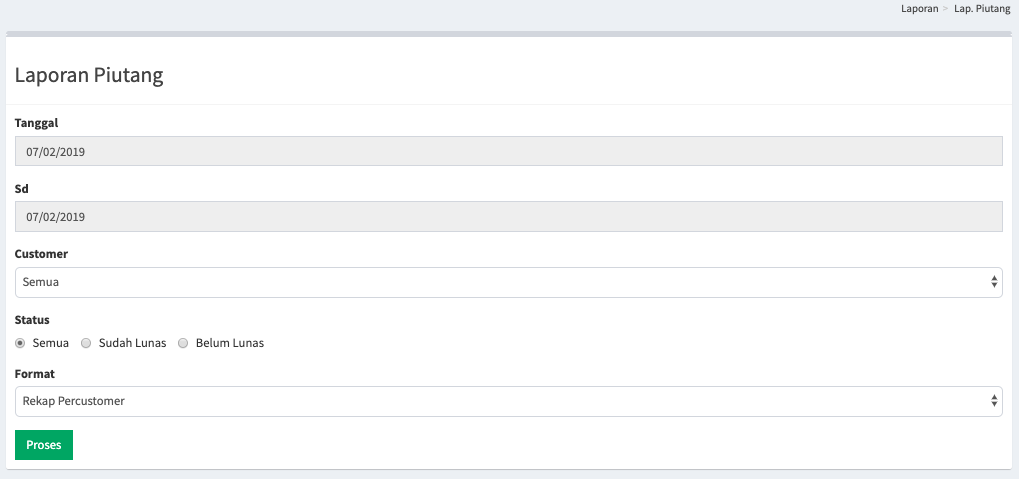 Laporan > Lap. Piutang
Laporan Piutang
Tanggal
07/02/2019
Sd
07/02/2019
Customer
Semua
Status
Semua Sudah Lunas Belum Lunas
Format
Rekap Percustomer
Proses